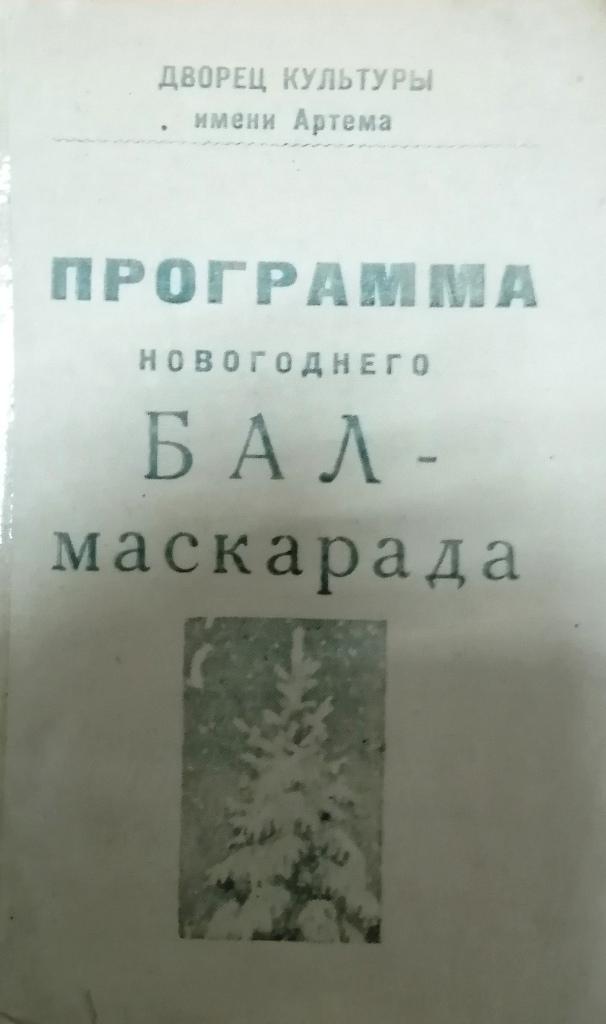 ДВОРЕЦ КУЛЬТУРЫ
имени Артема
ПРОГРАММА
НОВОГОДНЕГО
БАЛ-
маскарада